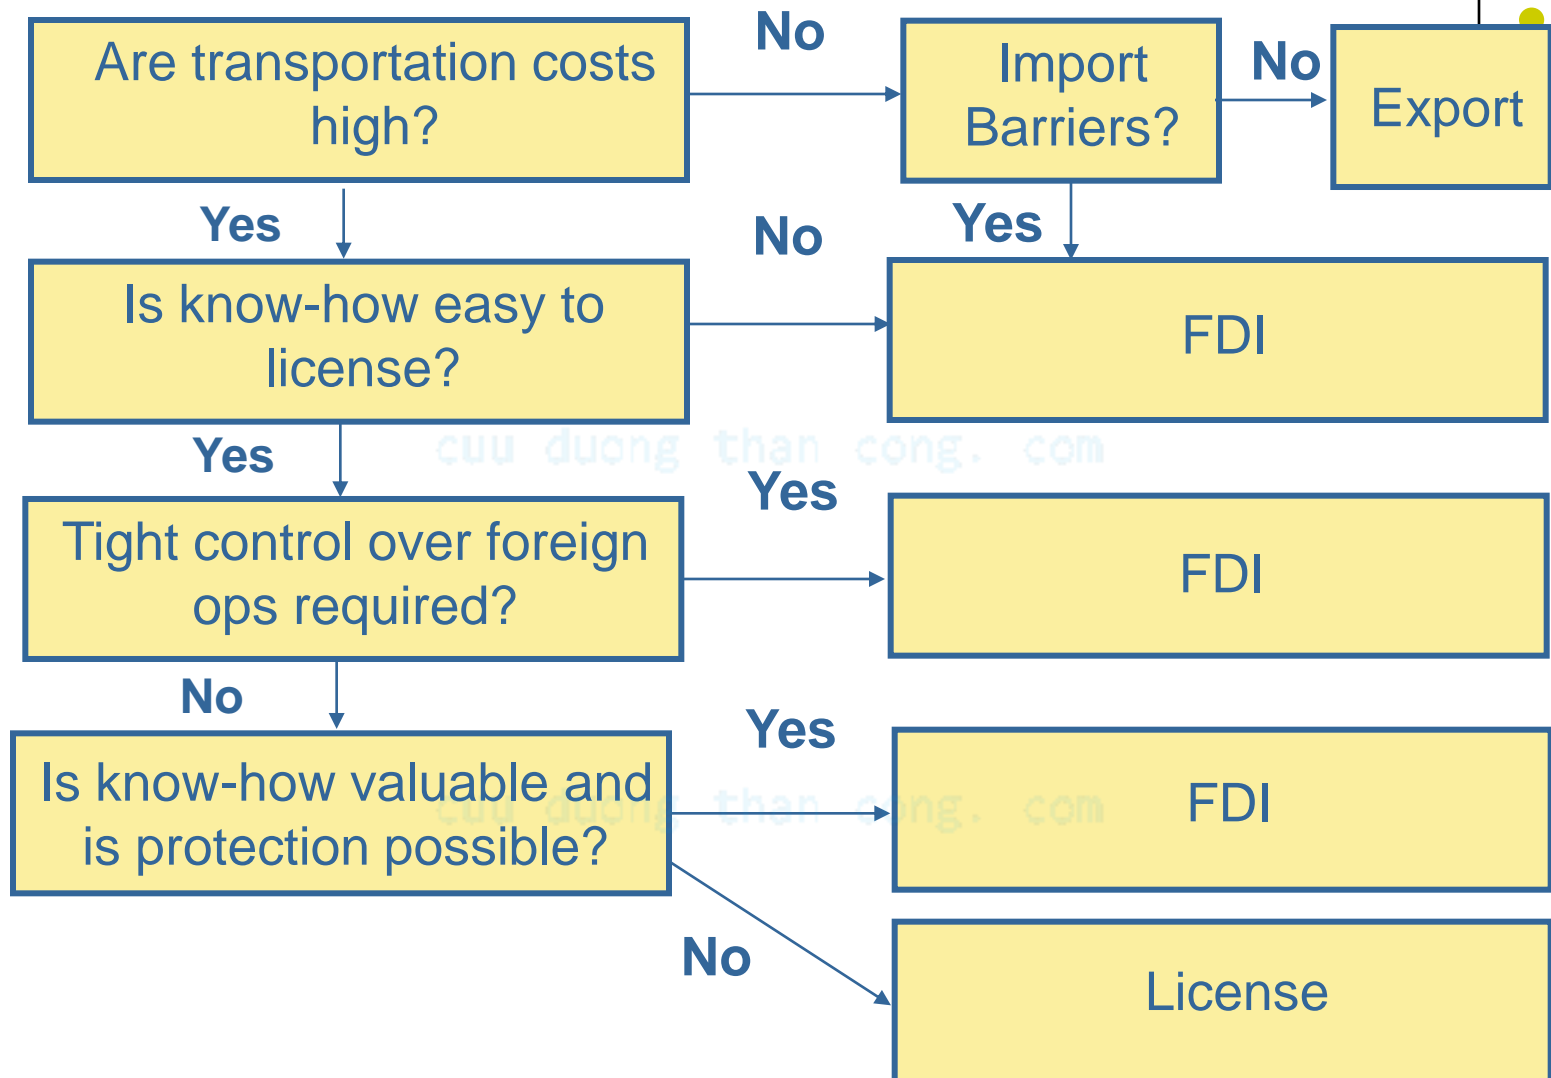 Are transportation costs
high?
No
Import
Barriers?
No
Export
Yes
No
Yes
Is know-how easy to
license?
FDI
cuu duong than cong. com
Yes
Yes
Tight control over foreign
ops required?
FDI
No
Yes
Is know-how valuable and
is protection possible?
cuu duong than cong. com
FDI
No
License